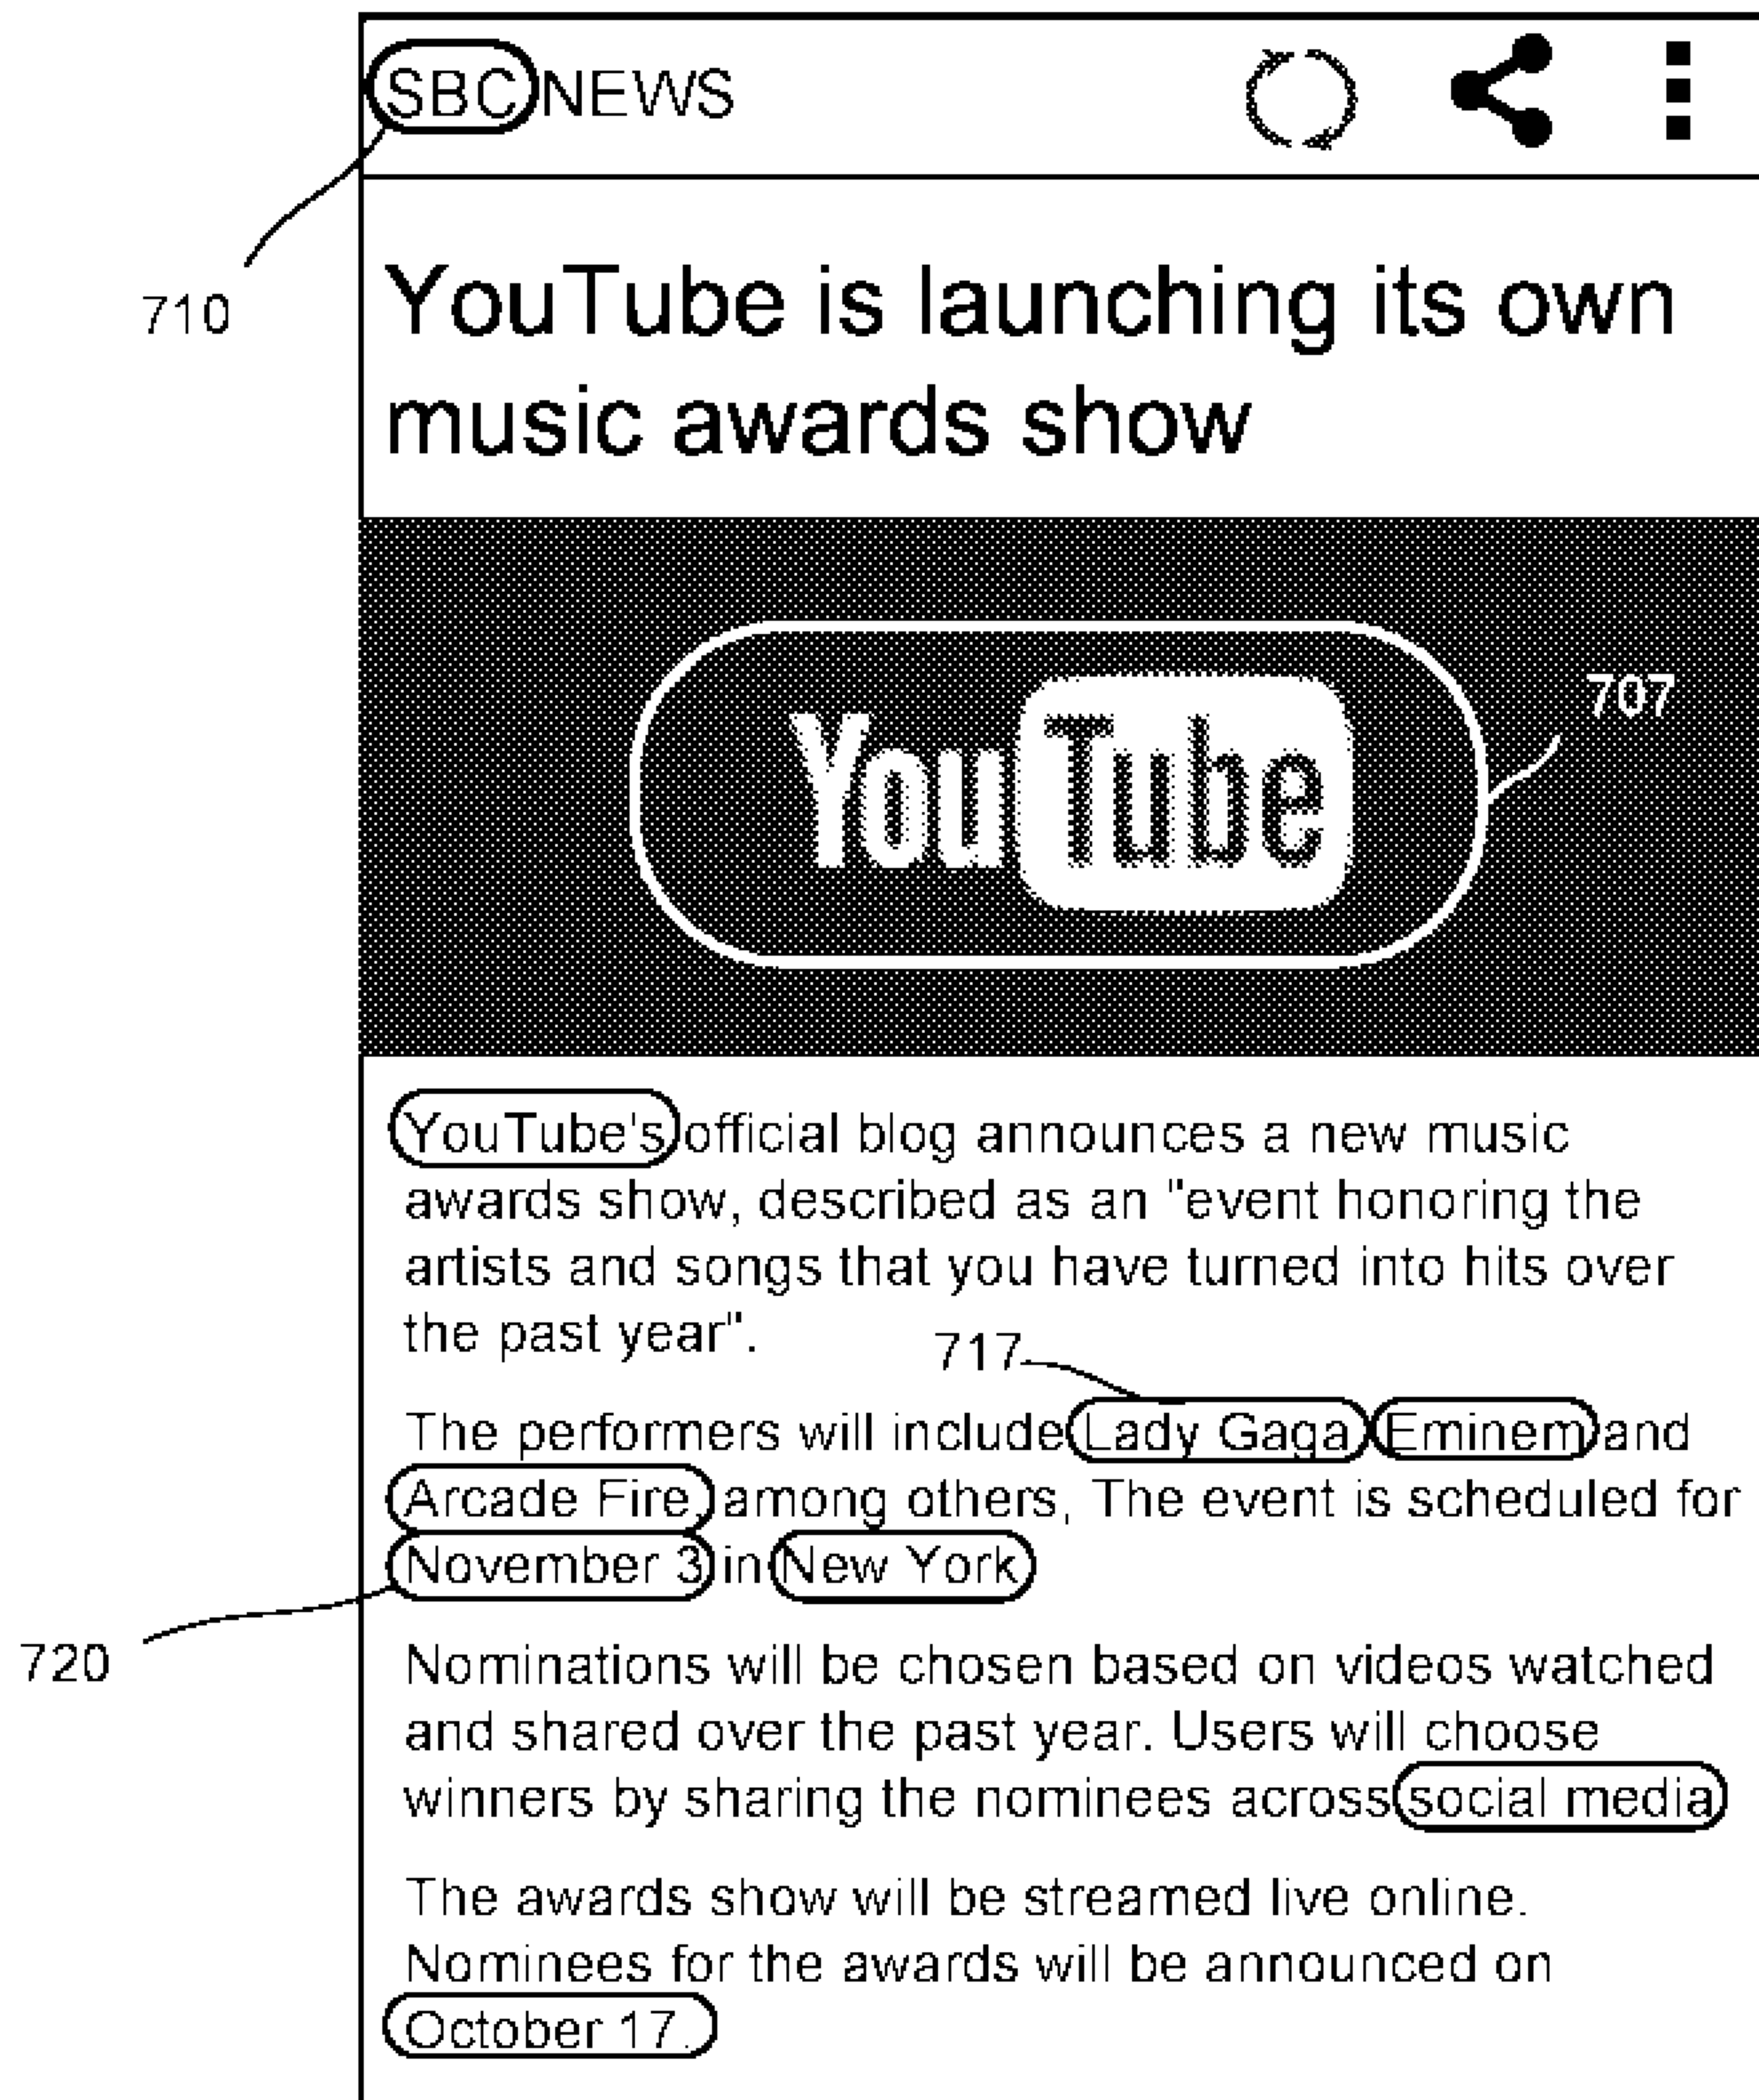 SBC NEWS
710
YouTube is launching its own
music awards show
707
YouTube
YouTube's official blog announces a new music
awards show, described as an "event honoring the
artists and songs that you have turned into hits over
the past year".
717
The performers will include Lady Gaga Eminem and
Arcade Fire, among others, The event is scheduled for
November 3 in New York
720
Nominations will be chosen based on videos watched
and shared over the past year. Users will choose
winners by sharing the nominees across social media
The awards show will be streamed live online.
Nominees for the awards will be announced on
October 17.